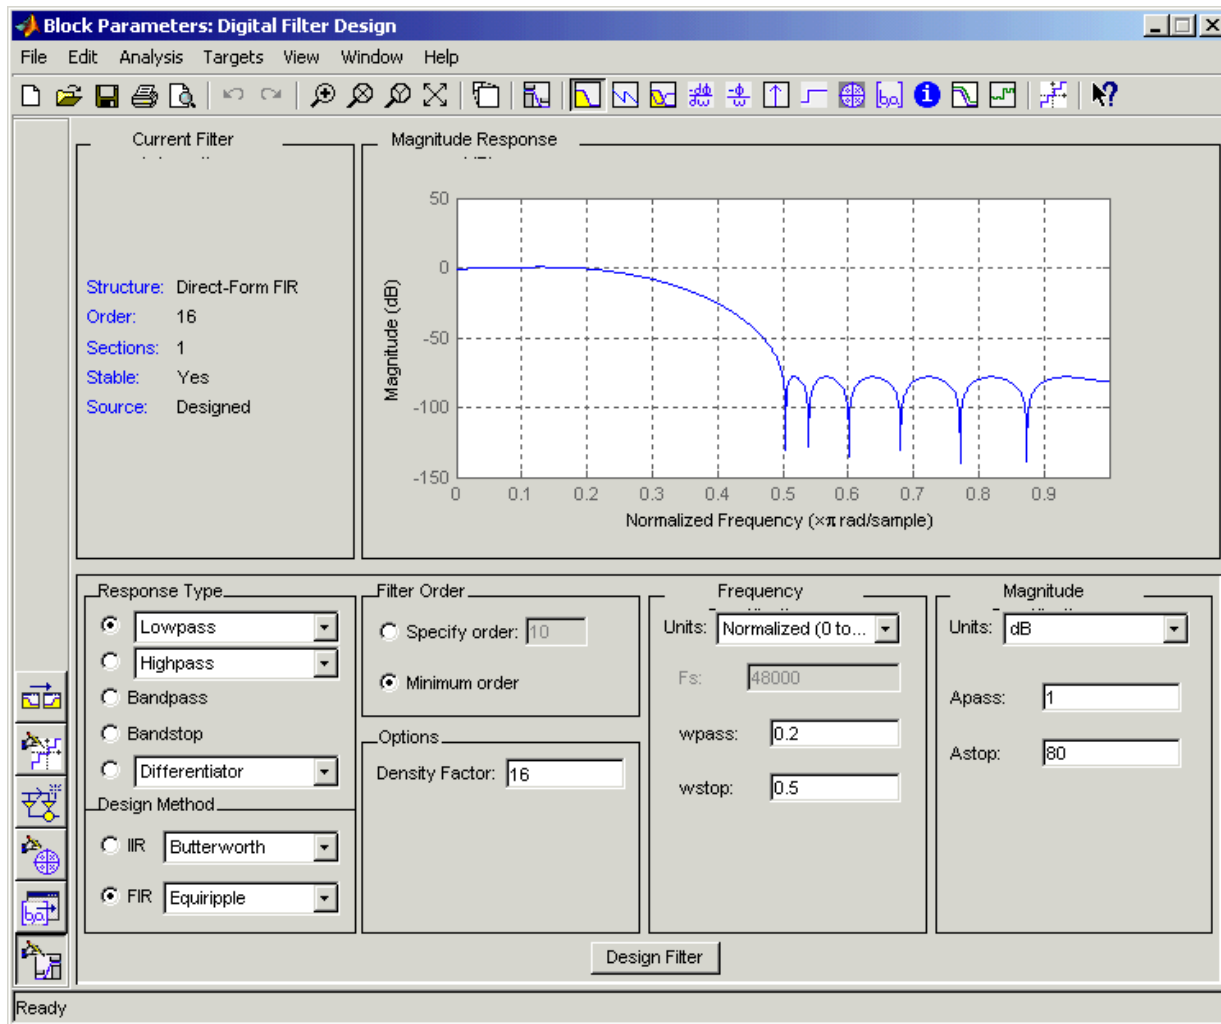 Block Parameters: Digital Filter Design
File Edit Analysis Targets View Window Help
Current Filter
Structure: Direct-Form FIR
Order: 16
Sections: 1
Stable: Yes
Source: Designed
Magnitude Response
50
0
-50
-100
-150
Magnitude (dB)
0 0.1 0.2 0.3 0.4 0.5 0.6 0.7 0.8 0.9
Normalized Frequency (×π rad/sample)
Response Type
Lowpass
Highpass
Bandpass
Bandstop
Differentiator
Design Method
IIR Butterworth
FIR Equiripple
Filter Order
Specify order: 10
Minimum order
Options
Density Factor: 16
Frequency
Units: Normalized (0 to...
Fs: 48000
wpass: 0.2
wstop: 0.5
Magnitude
Units: dB
Apass: 1
Astop: 80
Design Filter
Ready